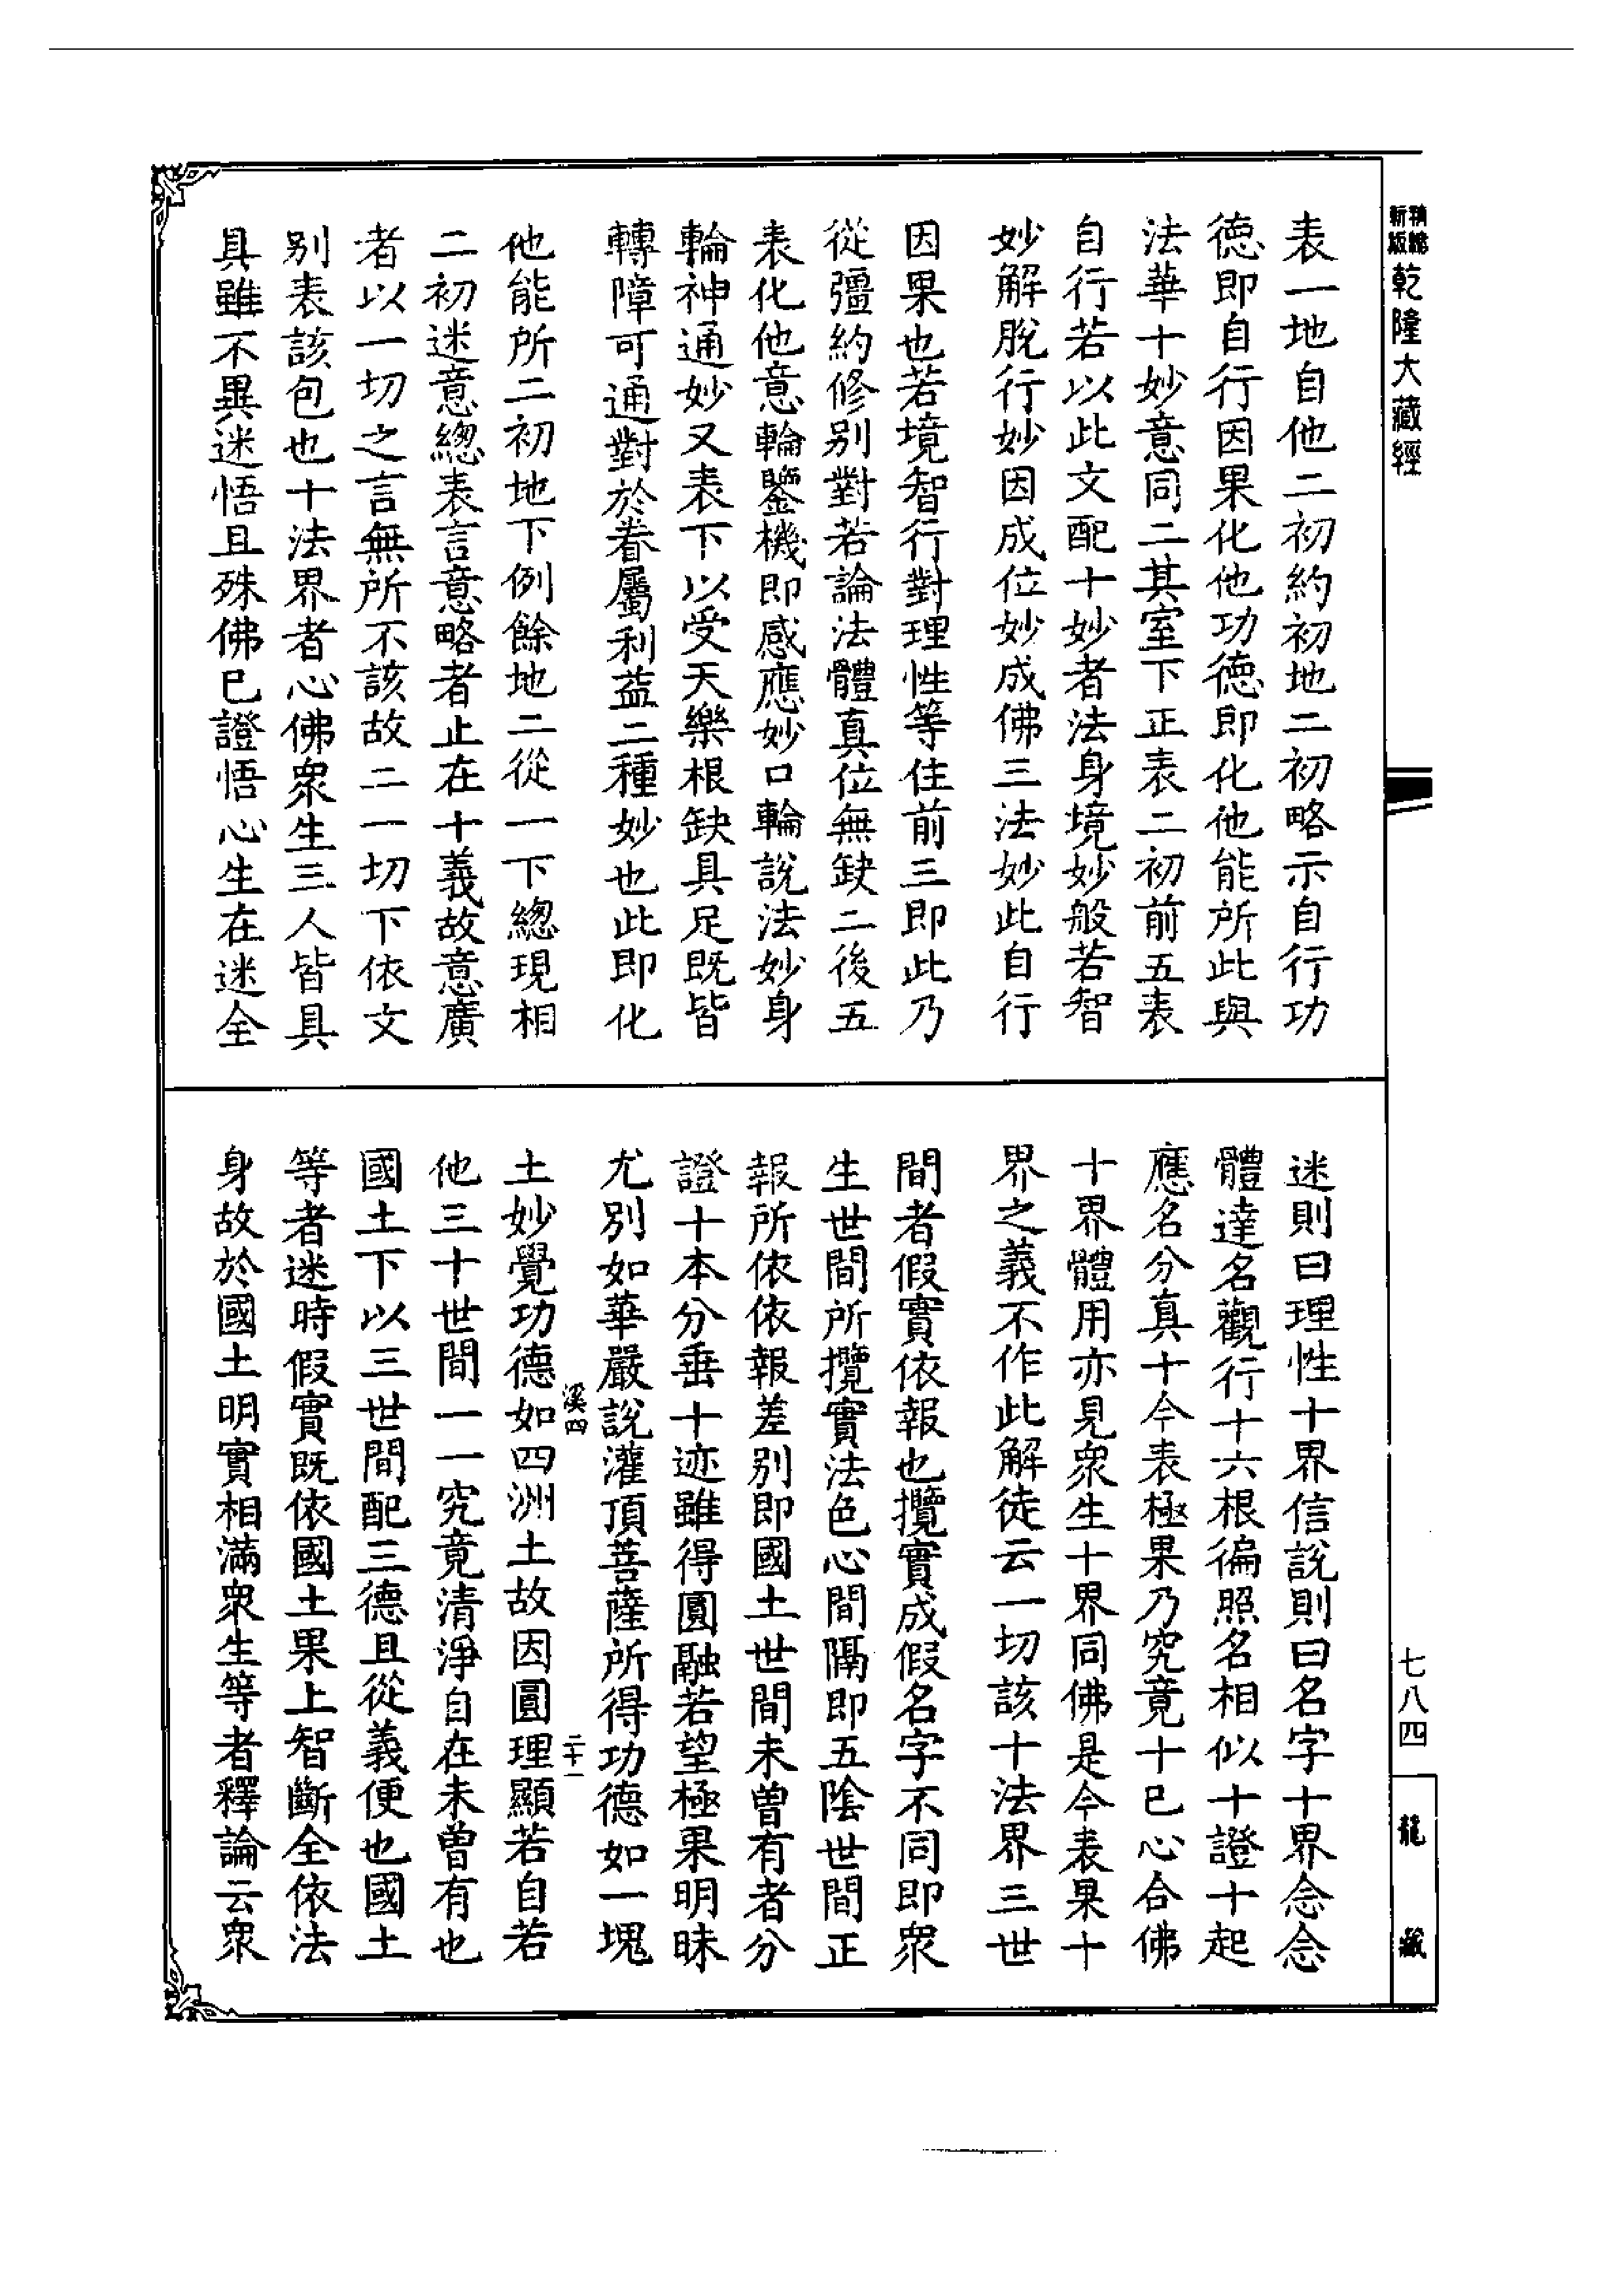 精縮新版乾隆大藏經
表一地自他二初約初地二初略示自行功
德即自行因果化他功德即化他能所此與
法華十妙意同二其室下正表二初前五表
自行若以此文配十妙者法身境妙般若智
妙解脫行妙因成位妙成佛三法妙此自行
因果也若境智行對理性等住前三即此乃
從彊約修別對若論法體真位無缺二後五
表化他意輪鑒機即感應妙口輪說法妙身
輪神通妙又表下以受天樂根缺具足既皆
轉障可通對於眷屬利益二種妙也此即化
他能所二初地下例餘地二從一下總現相
二初迷意總表言意略者止在十義故意廣
者以一切之言無所不該故二一切下依文
別表該包也十法界者心佛眾生三人皆具
具雖不異迷悟且殊佛已證悟心生在迷全
迷則曰理性十界信說則曰名字十界念念
體達名觀行十六根徧照名相似十證十起
應名分真十今表極果乃究竟十已心合佛
十界體用亦見眾生十界同佛是今表果十
界之義不作此解徒云一切該十法界三世
間者假實依報也攬實成假名字不同即眾
生世間所攬實法色心間隔即五陰世間正
報所依依報差別即國土世間未曾有者分
證十本分垂十迹雖得圓融若望極果明昧
尤別如華嚴說灌頂菩薩所得功德如一塊
溪四
二十一
土妙覺功德如四洲土故因圓理顯若自若
他三十世間一一究竟清淨自在未曾有也
國土下以三世間配三德且從義便也國土
等者迷時假實既依國土果上智斷全依法
身故於國土明實相滿眾生等者釋論云眾
七八四
龍藏